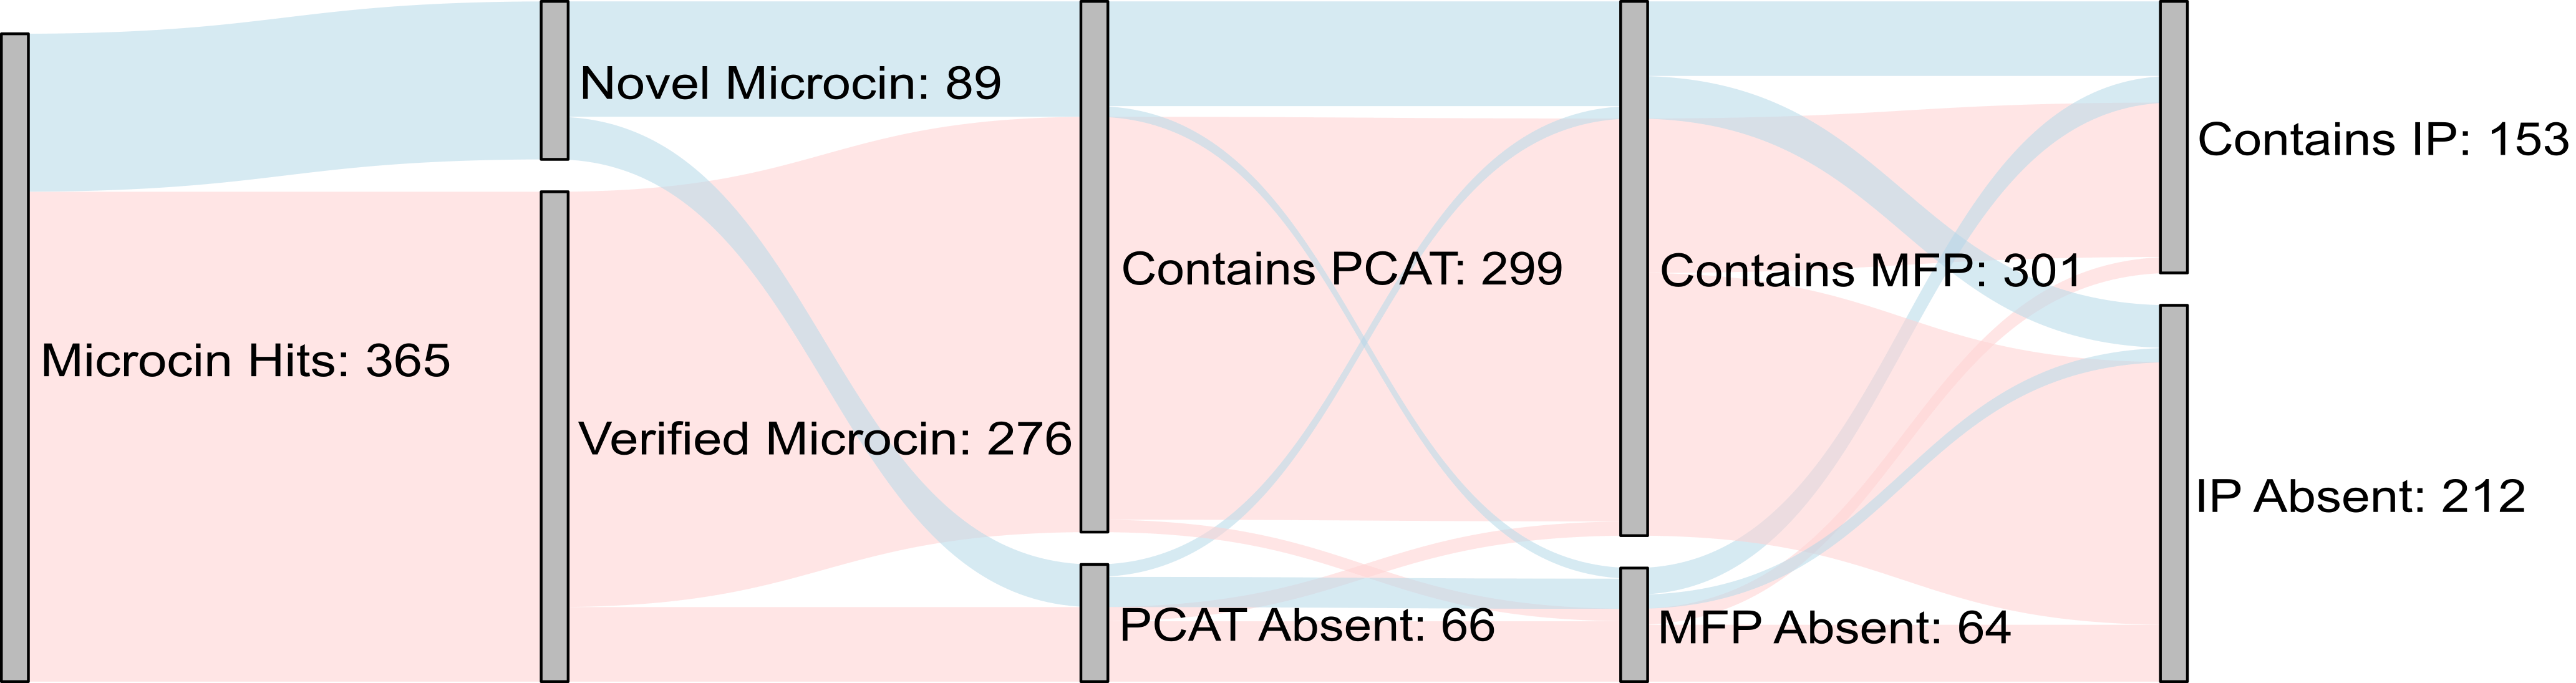 Microcin Hits: 365
Novel Microcin: 89
Verified Microcin: 276
Contains PCAT: 299
PCAT Absent: 66
Contains MFP: 301
MFP Absent: 64
Contains IP: 153
IP Absent: 212